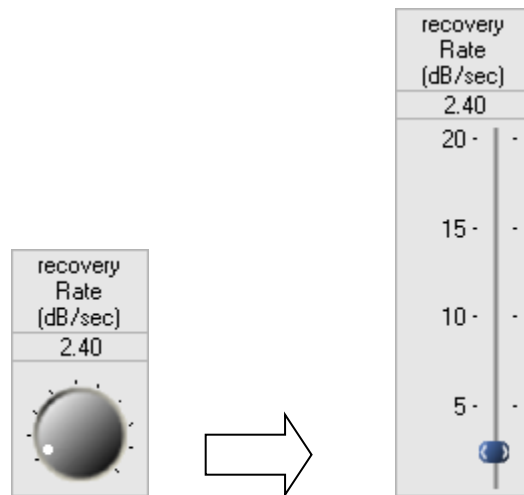 recovery
Rate
(dB/sec)
2.40
recovery
Rate
(dB/sec)
2.40
20 - -
15 - -
10 - -
5 - -